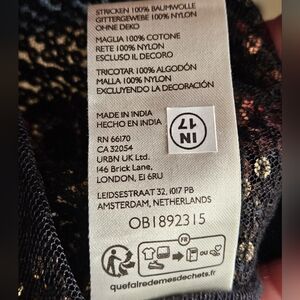 STRICKEN 100% BAUMWOLLE
GITTERGEWEBE 100% NYLON
OHNE DEKO
MAGLIA 100% COTONE
RETE 100% NYLON
ESCLUSO IL DECORO
TRICOTAR 100% ALGODÓN
MALLA 100% NYLON
EXCLUYENDO LA DECORACIÓN
MADE IN INDIA
HECHO EN INDIA
IN
17
RN 66170
CA 32054
URBN UK Ltd.
146 Brick Lane,
LONDON, E1 6RU
LEIDSESTRAAT 32, 1017 PB
AMSTERDAM, NETHERLANDS
OB1892315
FR
OU
quefairedemesdechets.fr